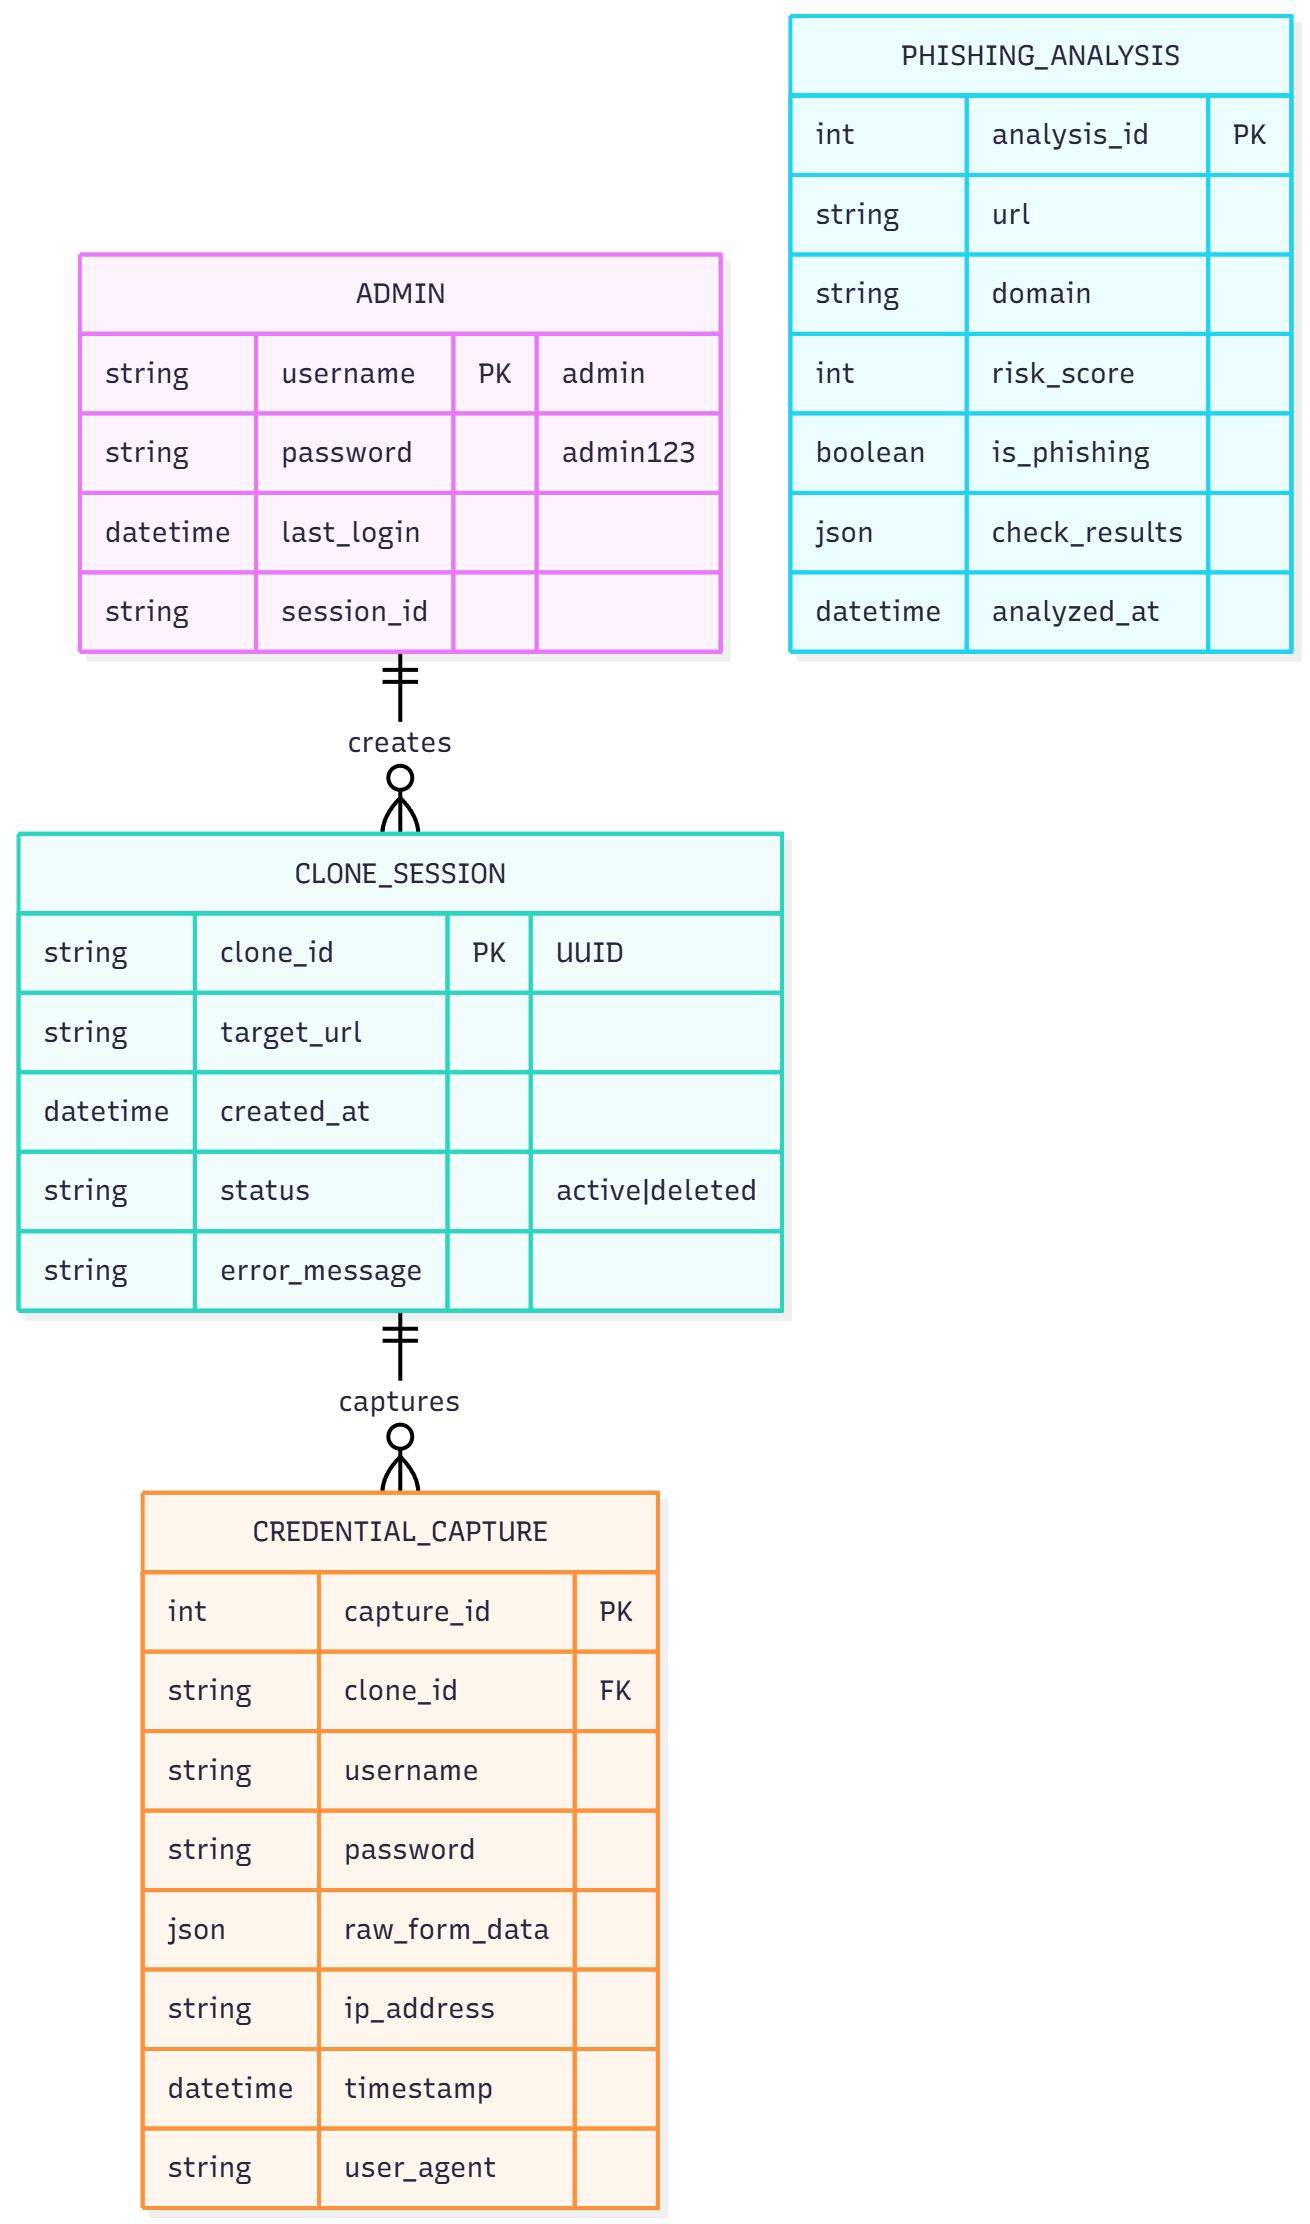 PHISHING_ANALYSIS
int analysis_id PK
string url
string domain
int risk_score
boolean is_phishing
json check_results
datetime analyzed_at
ADMIN
string username PK admin
string password admin123
datetime last_login
string session_id
creates
CLONE_SESSION
string clone_id PK UUID
string target_url
datetime created_at
string status active|deleted
string error_message
captures
CREDENTIAL_CAPTURE
int capture_id PK
string clone_id FK
string username
string password
json raw_form_data
string ip_address
datetime timestamp
string user_agent